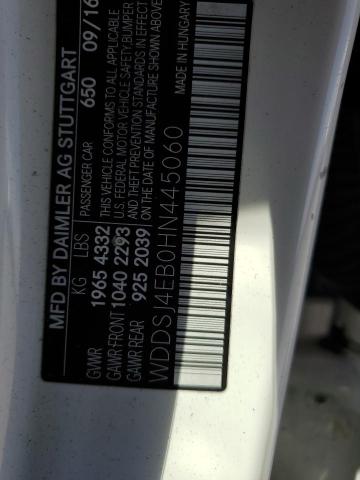 MFD BY DAIMLER AG STUTTGART
KG LBS PASSENGER CAR 650 09/16
GVWR 1965 4332 THIS VEHICLE CONFORMS TO ALL APPLICABLE
GAWR-FRONT 1040 2293 U.S. FEDERAL MOTOR VEHICLE SAFETY, BUMPER
GAWR REAR 925 2039 AND THEFT PREVENTION STANDARDS IN EFFECT
ON THE DATE OF MANUFACTURE SHOWN ABOVE
WDDSJ4EB0HN445060 MADE IN HUNGARY